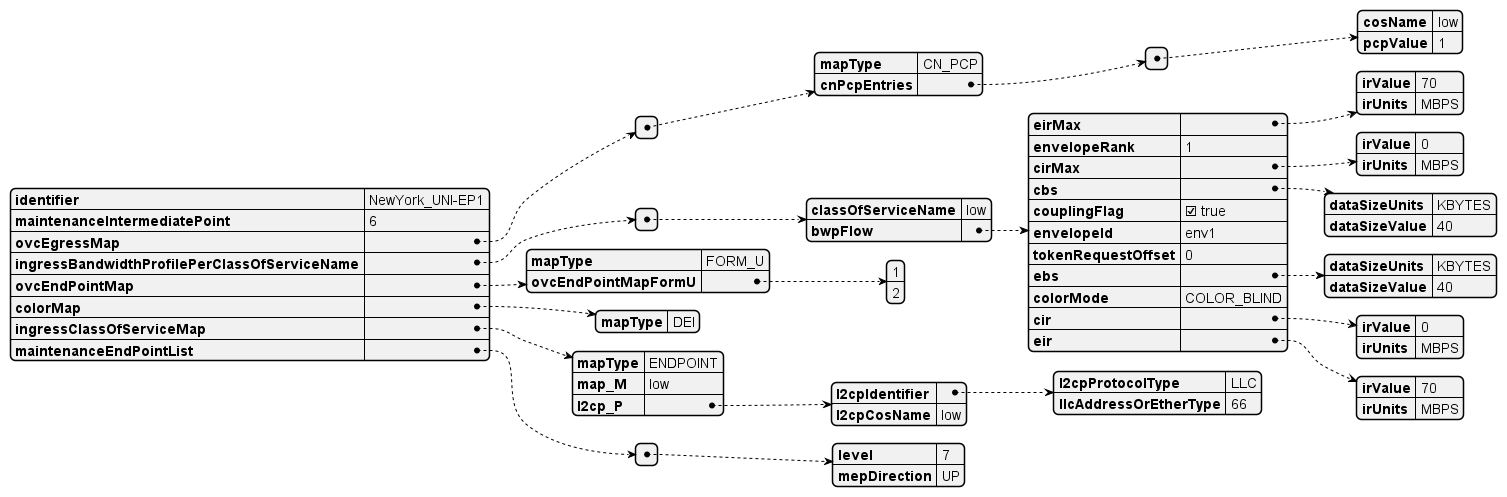 identifier NewYork_UNI-EP1
maintenanceIntermediatePoint 6
ovcEgressMap
ingressBandwidthProfilePerClassOfServiceName
ovcEndPointMap
colorMap
ingressClassOfServiceMap
maintenanceEndPointList
mapType CN_PCP
cnPcpEntries
cosName low
pcpValue 1
classOfServiceName low
bwpFlow
eirMax
envelopeRank 1
cirMax
cbs
couplingFlag ☑ true
envelopeId env1
tokenRequestOffset 0
ebs
colorMode COLOR_BLIND
cir
eir
irValue 70
irUnits MBPS
irValue 0
irUnits MBPS
dataSizeUnits KBYTES
dataSizeValue 40
dataSizeUnits KBYTES
dataSizeValue 40
irValue 0
irUnits MBPS
irValue 70
irUnits MBPS
mapType FORM_U
ovcEndPointMapFormU
1
2
mapType DEI
mapType ENDPOINT
map_M low
l2cp_P
l2cpIdentifier
l2cpCosName low
l2cpProtocolType LLC
llcAddressOrEtherType 66
level 7
mepDirection UP